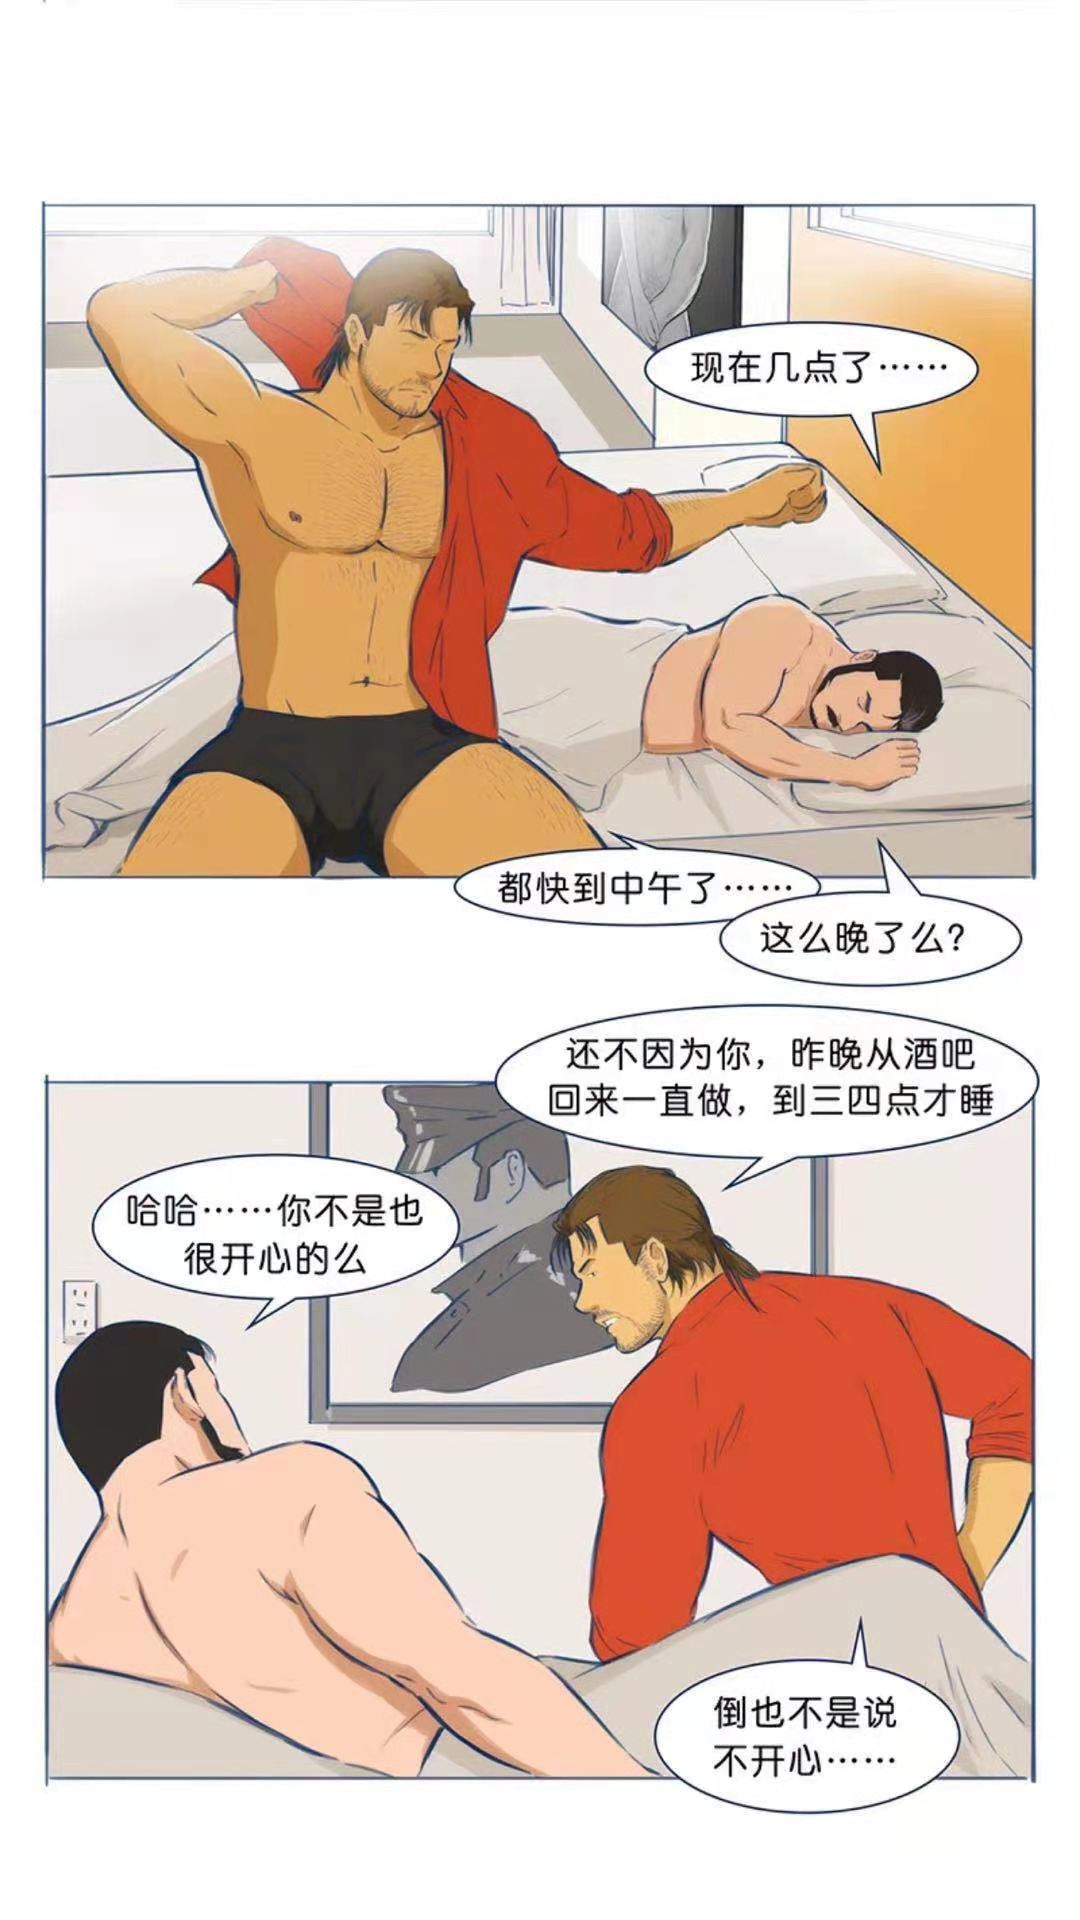 现在几点了……
都快到中午了……
这么晚了么？
还不因为你，昨晚从酒吧
回来一直做，到三四点才睡
哈哈……你不是也
很开心的么
倒也不是说
不开心……